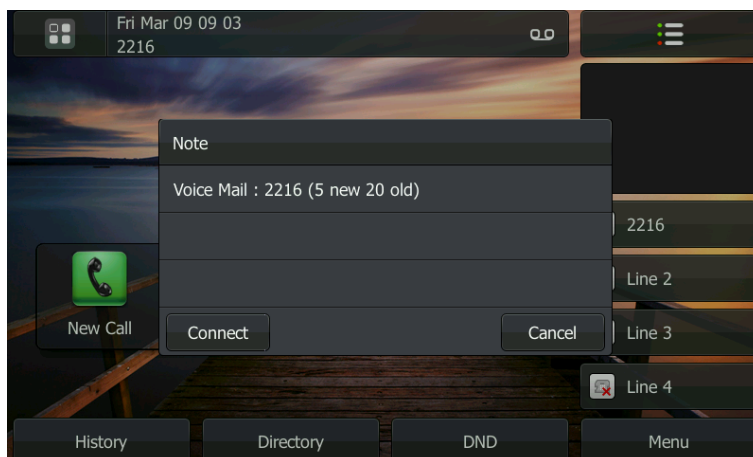 Fri Mar 09 09 03
2216
Note
Voice Mail : 2216 (5 new 20 old)
Connect
Cancel
2216
Line 2
Line 3
Line 4
New Call
History
Directory
DND
Menu